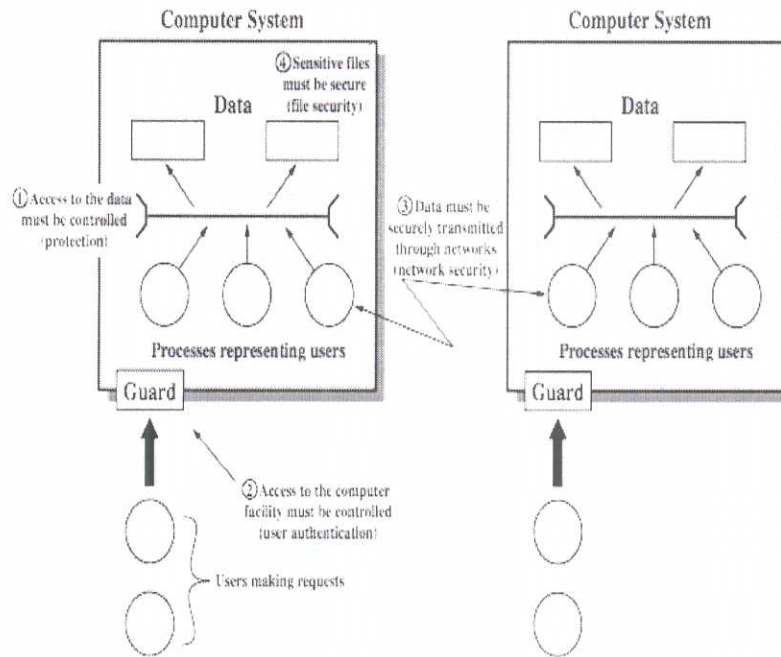 Computer System
④ Sensitive files
must be secure
(file security)
Data
① Access to the data
must be controlled
(protection)
Processes representing users
Guard
② Access to the computer
facility must be controlled
(user authentication)
Users making requests
③ Data must be
securely transmitted
through networks
(network security)
Computer System
Data
Processes representing users
Guard